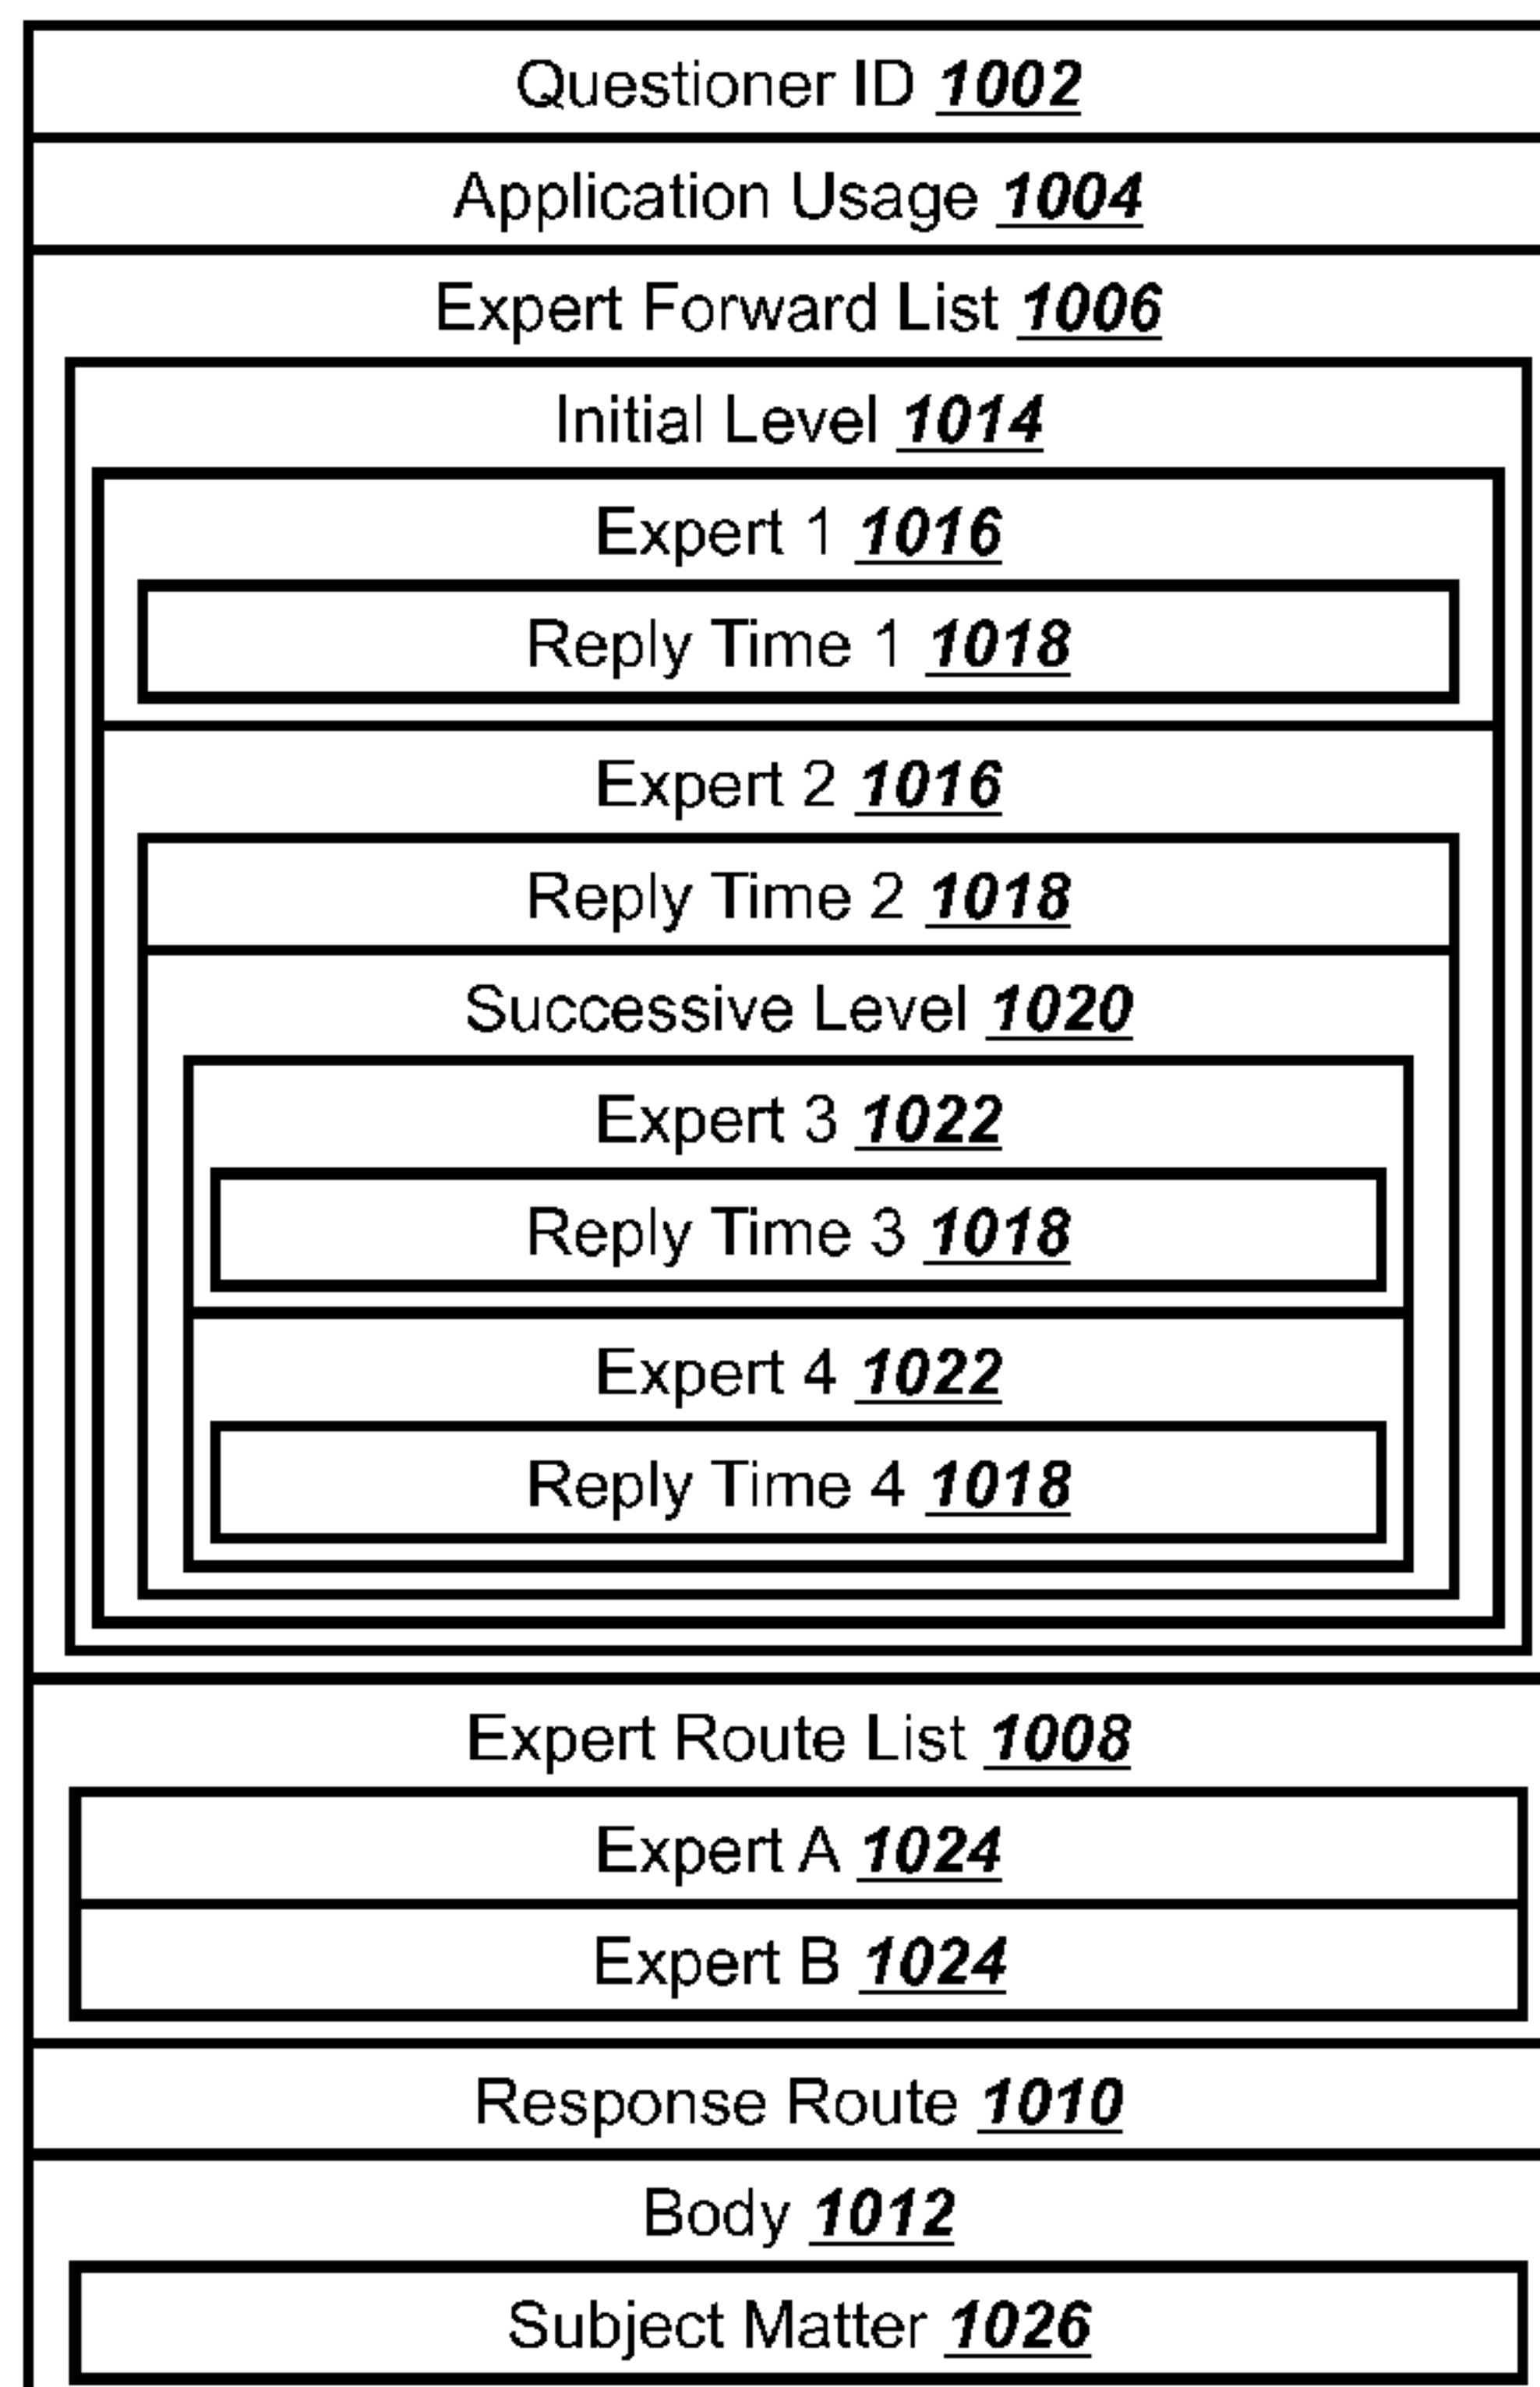 Questioner ID 1002
Application Usage 1004
Expert Forward List 1006
Initial Level 1014
Expert 1 1016
Reply Time 1 1018
Expert 2 1016
Reply Time 2 1018
Successive Level 1020
Expert 3 1022
Reply Time 3 1018
Expert 4 1022
Reply Time 4 1018
Expert Route List 1008
Expert A 1024
Expert B 1024
Response Route 1010
Body 1012
Subject Matter 1026